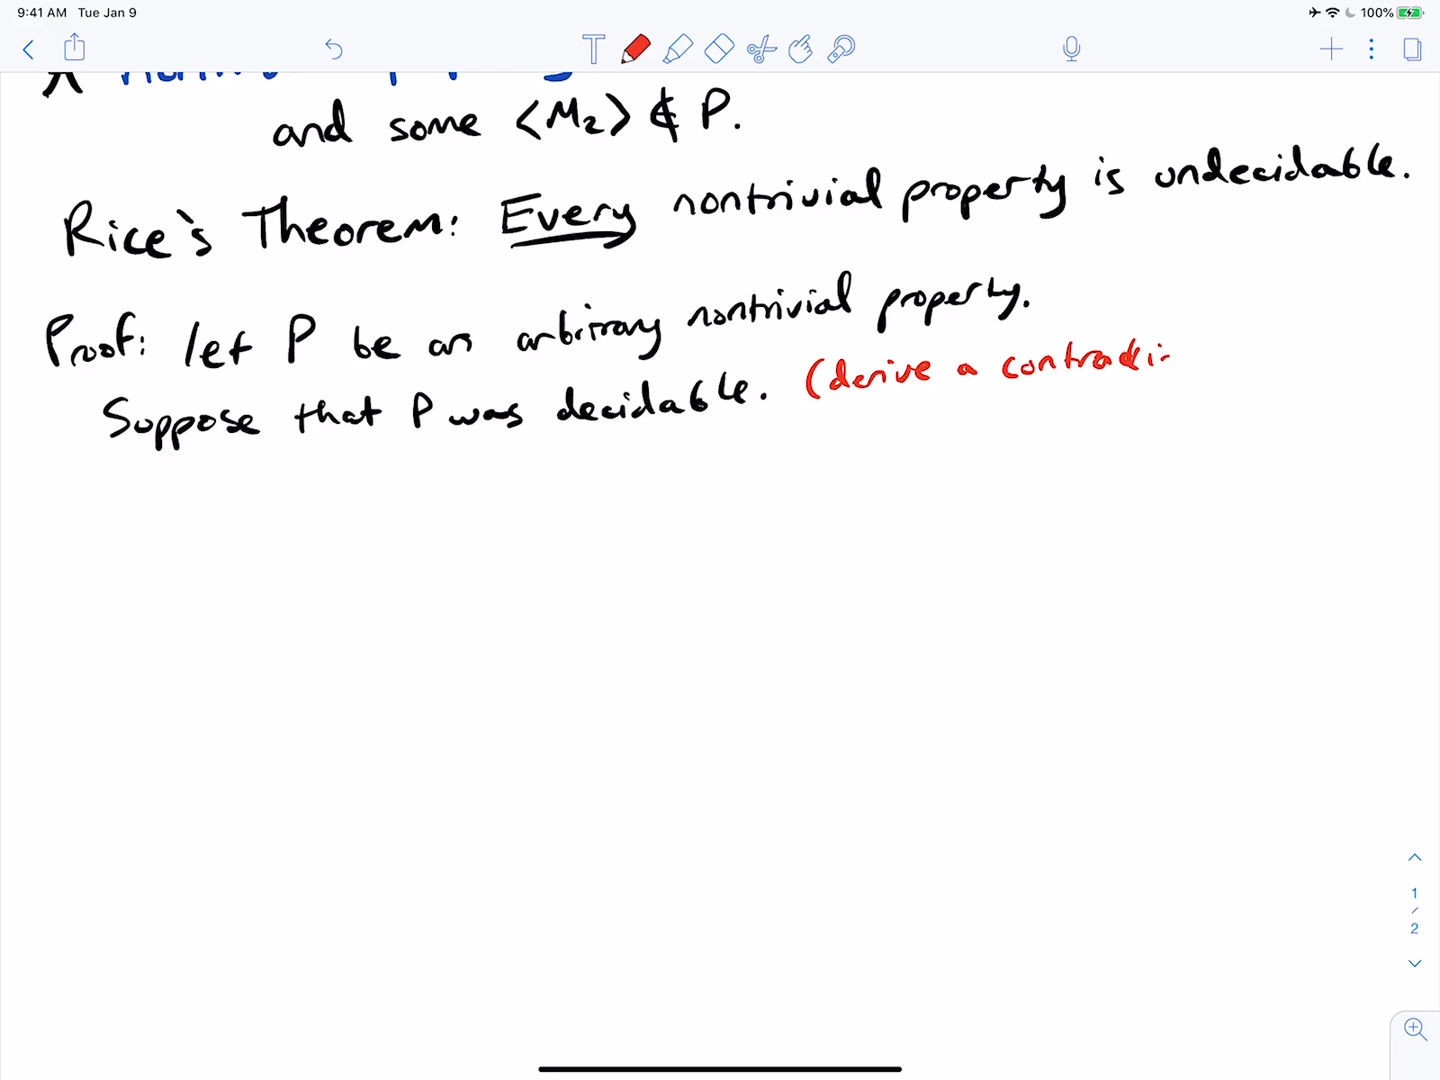 9:41 AM Tue Jan 9
100%
A
and some <M₂> ∉ P.
Rice's Theorem: Every nontrivial property is undecidable.
Proof: let P be an arbitrary nontrivial property.
Suppose that P was decidable. (derive a contradi
1
/
2